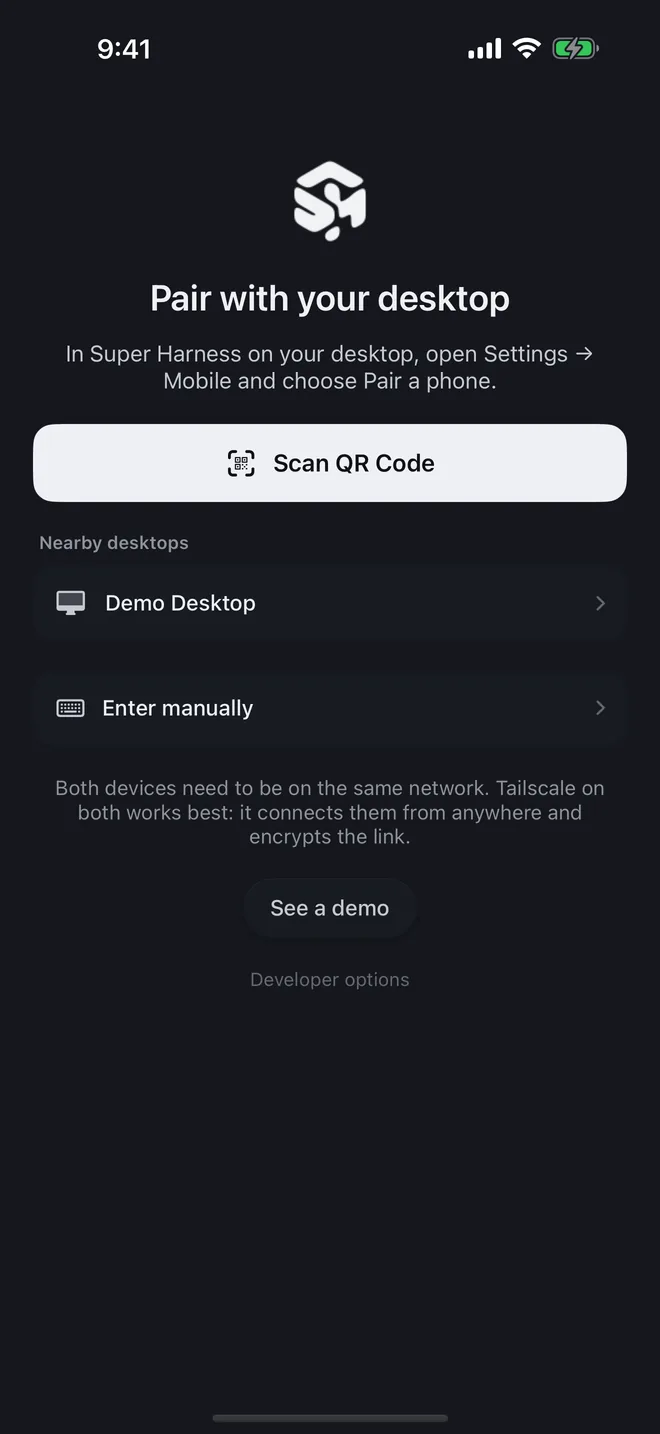 9:41
Pair with your desktop
In Super Harness on your desktop, open Settings →
Mobile and choose Pair a phone.
Scan QR Code
Nearby desktops
Demo Desktop
Enter manually
Both devices need to be on the same network. Tailscale on
both works best: it connects them from anywhere and
encrypts the link.
See a demo
Developer options